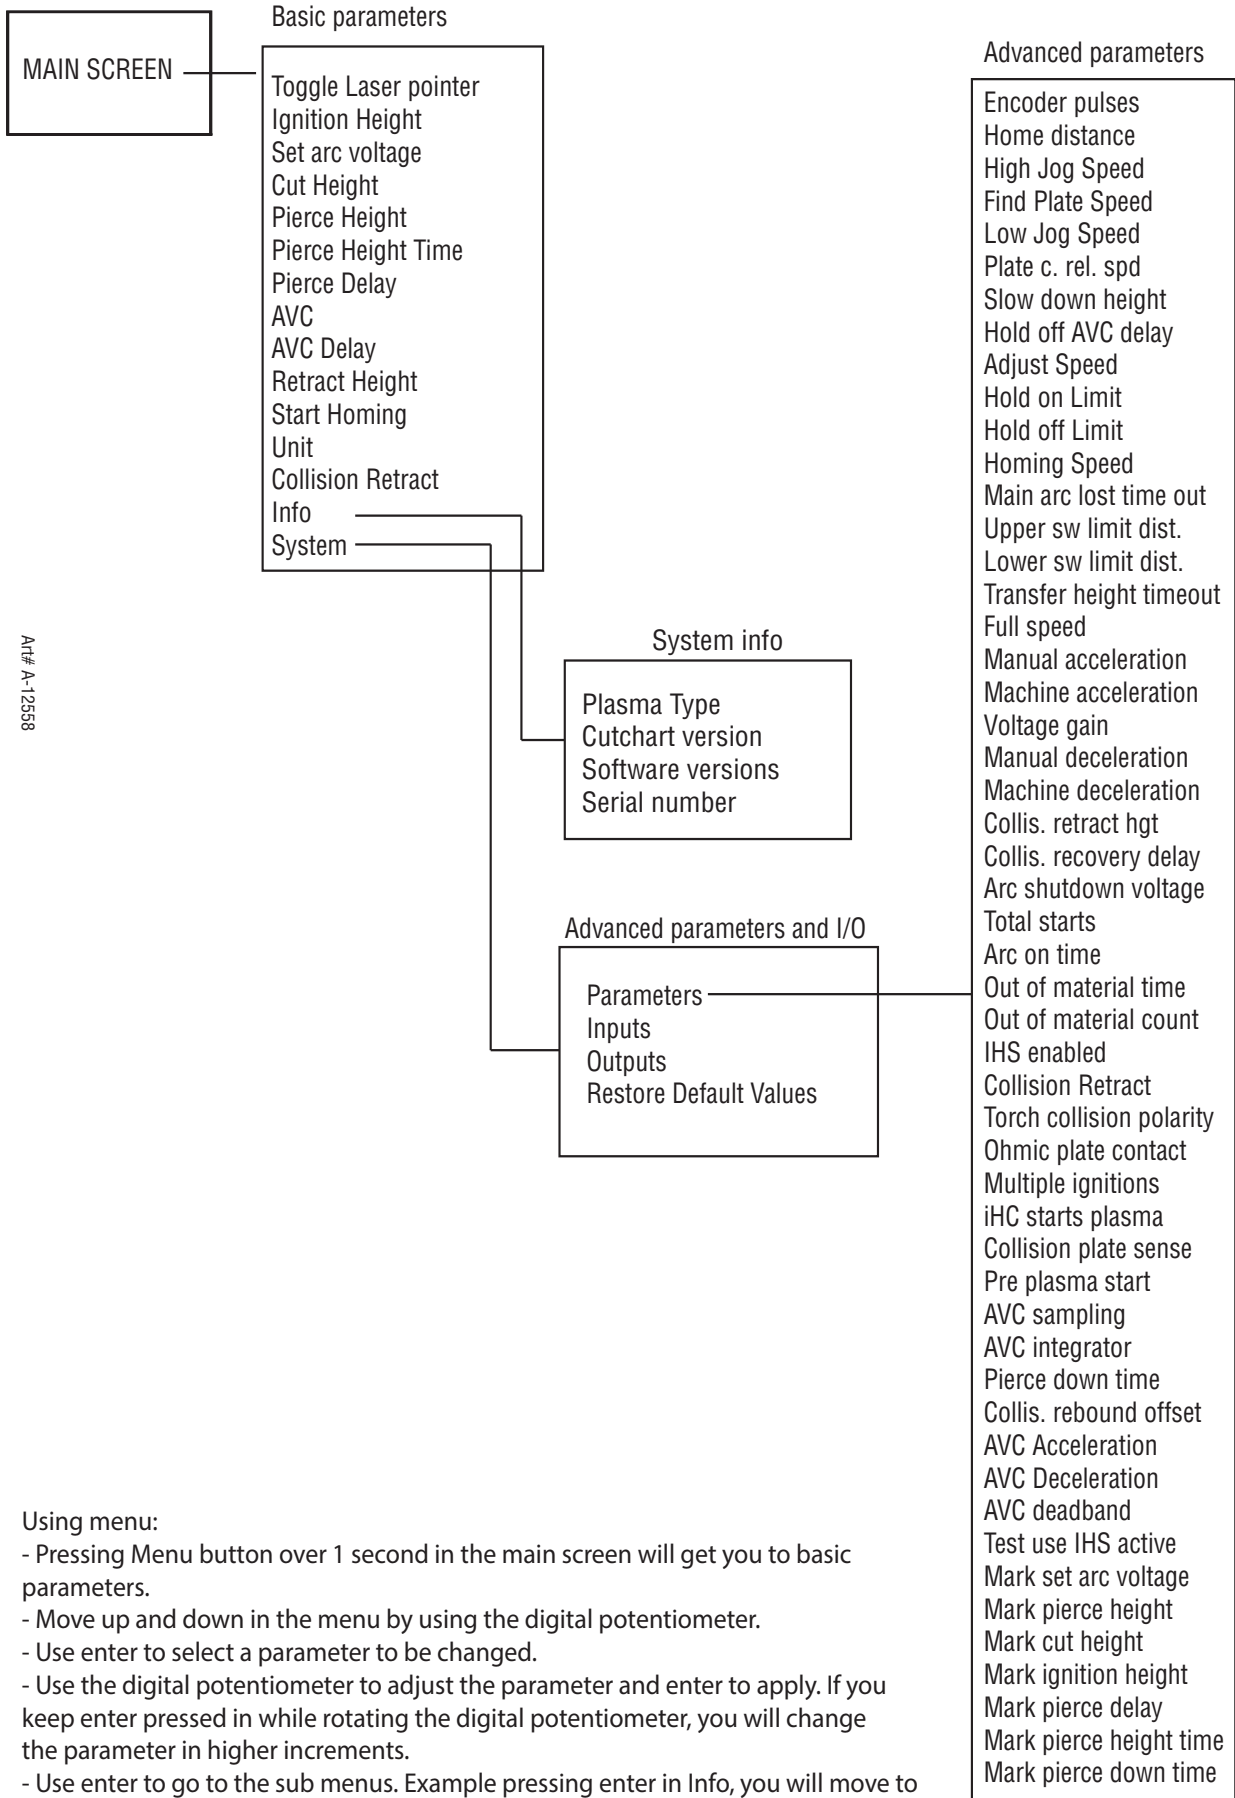 MAIN SCREEN
Basic parameters
Toggle Laser pointer
Ignition Height
Set arc voltage
Cut Height
Pierce Height
Pierce Height Time
Pierce Delay
AVC
AVC Delay
Retract Height
Start Homing
Unit
Collision Retract
Info
System
System info
Plasma Type
Cutchart version
Software versions
Serial number
Advanced parameters and I/O
Parameters
Inputs
Outputs
Restore Default Values
Advanced parameters
Encoder pulses
Home distance
High Jog Speed
Find Plate Speed
Low Jog Speed
Plate c. rel. spd
Slow down height
Hold off AVC delay
Adjust Speed
Hold on Limit
Hold off Limit
Homing Speed
Main arc lost time out
Upper sw limit dist.
Lower sw limit dist.
Transfer height timeout
Full speed
Manual acceleration
Machine acceleration
Voltage gain
Manual deceleration
Machine deceleration
Collis. retract hgt
Collis. recovery delay
Arc shutdown voltage
Total starts
Arc on time
Out of material time
Out of material count
IHS enabled
Collision Retract
Torch collision polarity
Ohmic plate contact
Multiple ignitions
iHC starts plasma
Collision plate sense
Pre plasma start
AVC sampling
AVC integrator
Pierce down time
Collis. rebound offset
AVC Acceleration
AVC Deceleration
AVC deadband
Test use IHS active
Mark set arc voltage
Mark pierce height
Mark cut height
Mark ignition height
Mark pierce delay
Mark pierce height time
Mark pierce down time
Art# A-12558
Using menu:
- Pressing Menu button over 1 second in the main screen will get you to basic
parameters.
- Move up and down in the menu by using the digital potentiometer.
- Use enter to select a parameter to be changed.
- Use the digital potentiometer to adjust the parameter and enter to apply. If you
keep enter pressed in while rotating the digital potentiometer, you will change
the parameter in higher increments.
- Use enter to go to the sub menus. Example pressing enter in Info, you will move to